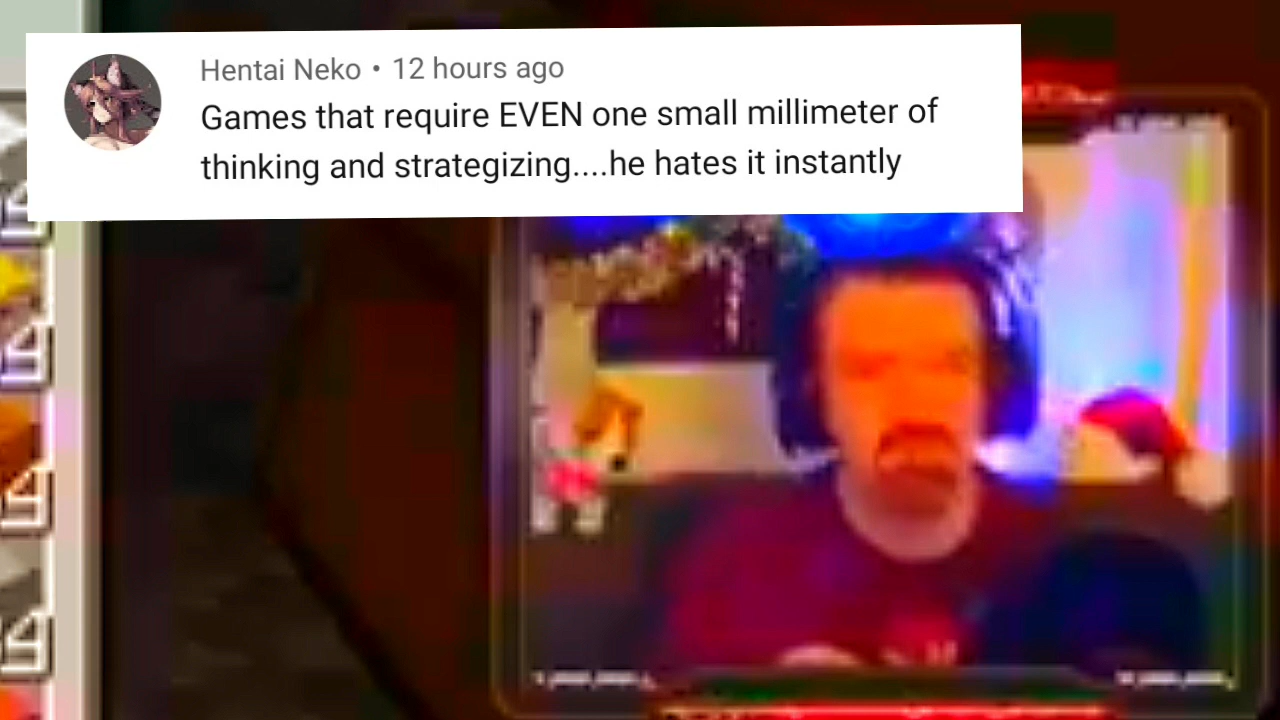 Hentai Neko • 12 hours ago
Games that require EVEN one small millimeter of
thinking and strategizing....he hates it instantly